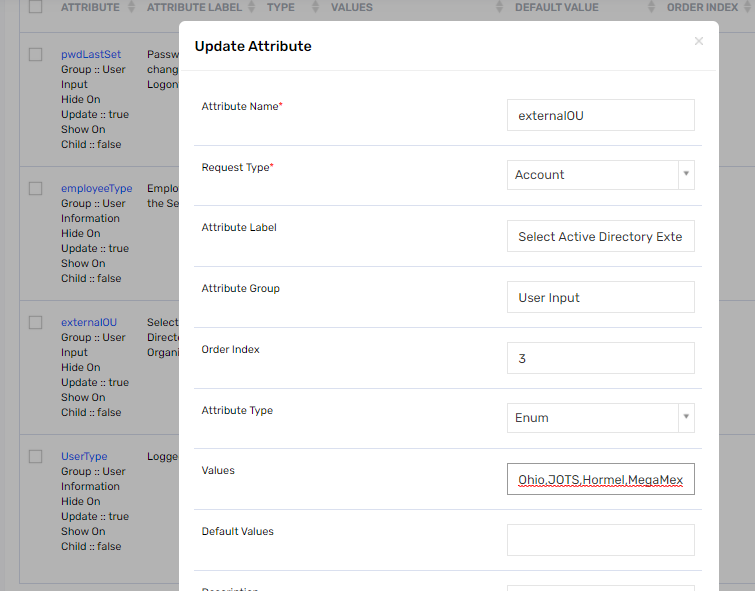 ATTRIBUTE ATTRIBUTE LABEL TYPE VALUES DEFAULT VALUE ORDER INDEX
Update Attribute ×
pwdLastSet
Group :: User
Input
Hide On
Update :: true
Show On
Child :: false
Passw
chang
Logon
employeeType
Group :: User
Information
Hide On
Update :: true
Show On
Child :: false
Emplo
the Se
externalOU
Group :: User
Input
Hide On
Update :: true
Show On
Child :: false
Select
Directo
Organi
UserType
Group :: User
Information
Hide On
Update :: true
Show On
Child :: false
Logge
Attribute Name* externalOU
Request Type* Account
Attribute Label Select Active Directory Exte
Attribute Group User Input
Order Index 3
Attribute Type Enum
Values Ohio,JOTS,Hormel,MegaMex
Default Values
Description